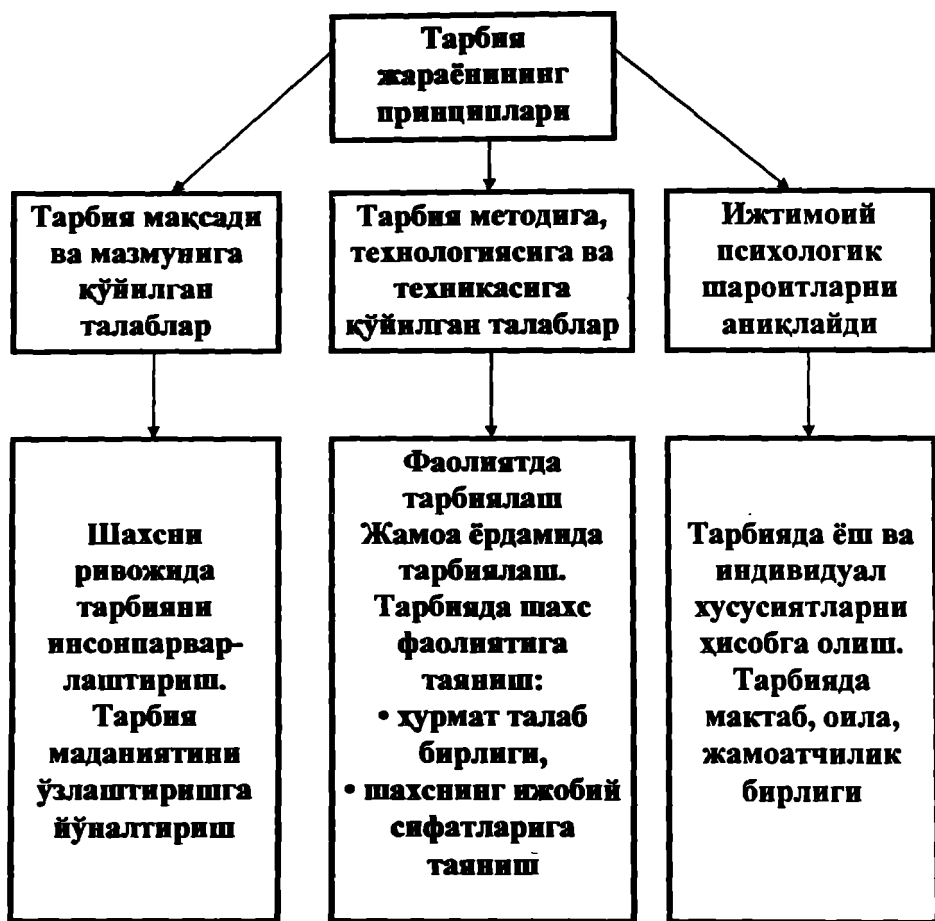 Тарбия
жараёнининг
принциплари
Тарбия мақсади
ва мазмунига
қўйилган
талаблар
Тарбия методига,
технологиясига ва
техникасига
қўйилган талаблар
Ижтимоий
психологик
шароитларни
аниқлайди
Шахсни
ривожида
тарбияни
инсонпарвар-
лаштириш.
Тарбия
маданиятини
ўзлаштиришга
йўналтириш
Фаолиятда
тарбиялаш
Жамоа ёрдамида
тарбиялаш.
Тарбияда шахс
фаолиятига
таяниш:
• ҳурмат талаб
бирлиги,
• шахснинг ижобий
сифатларига
таяниш
Тарбияда ёш ва
индивидуал
хусусиятларни
ҳисобга олиш.
Тарбияда
мактаб, оила,
жамоатчилик
бирлиги